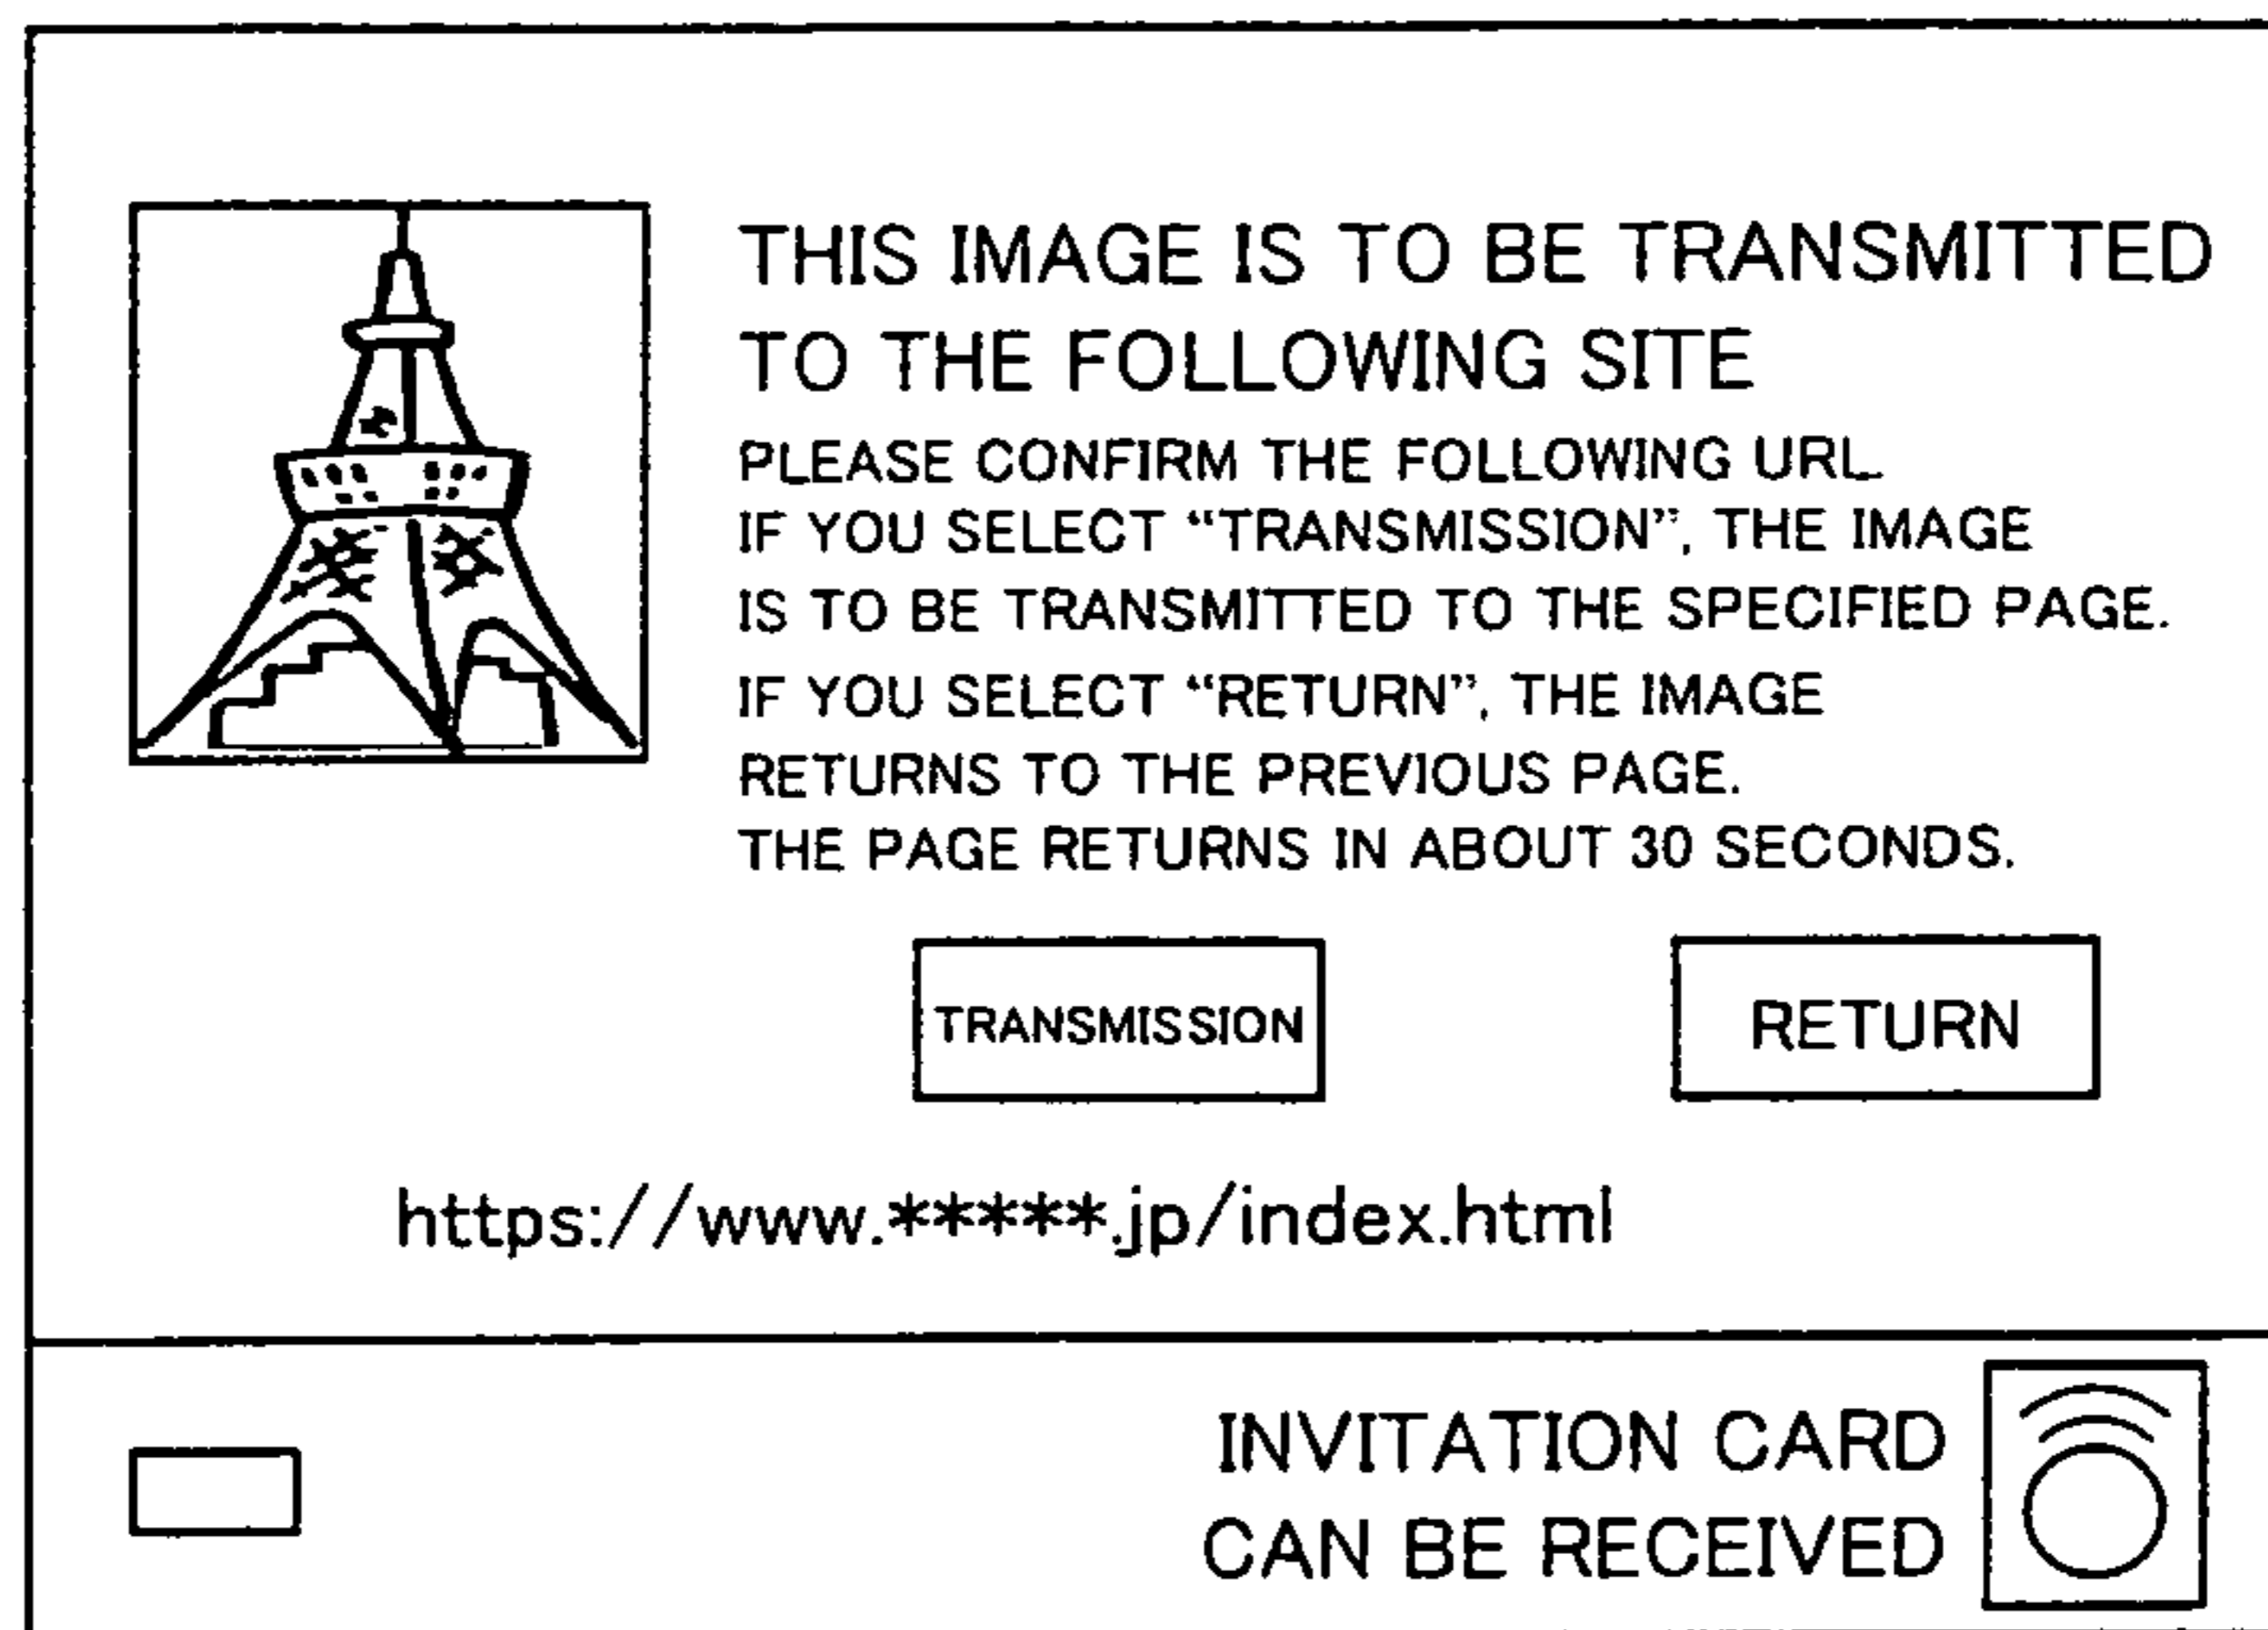 THIS IMAGE IS TO BE TRANSMITTED
TO THE FOLLOWING SITE
PLEASE CONFIRM THE FOLLOWING URL.
IF YOU SELECT “TRANSMISSION”, THE IMAGE
IS TO BE TRANSMITTED TO THE SPECIFIED PAGE.
IF YOU SELECT “RETURN”, THE IMAGE
RETURNS TO THE PREVIOUS PAGE.
THE PAGE RETURNS IN ABOUT 30 SECONDS.
TRANSMISSION RETURN
https://www.*****.jp/index.html
INVITATION CARD
CAN BE RECEIVED